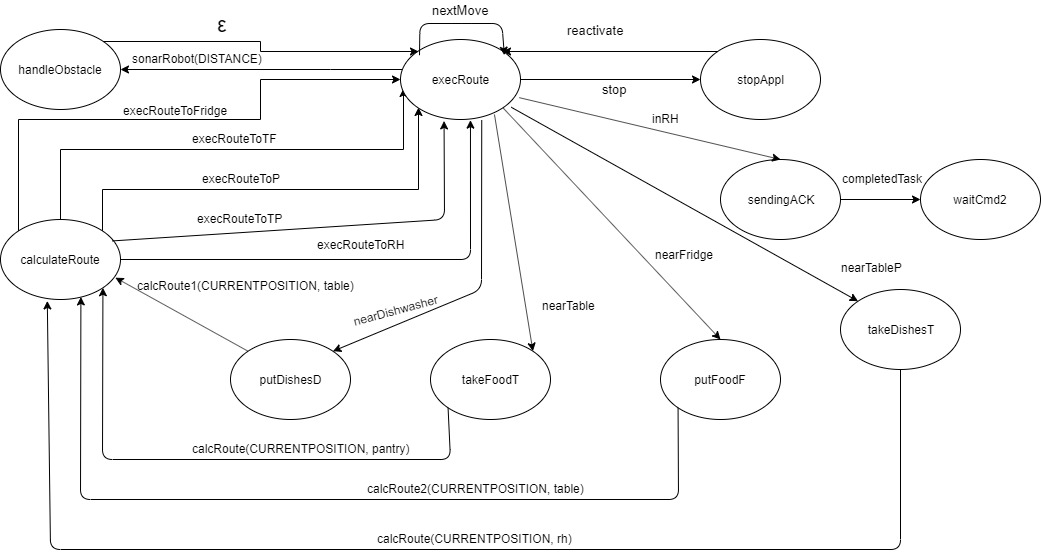 nextMove
ε
reactivate
sonarRobot(DISTANCE)
handleObstacle
execRoute
stopAppl
stop
execRouteToFridge
inRH
execRouteToTF
execRouteToP
completedTask
sendingACK
waitCmd2
execRouteToTP
execRouteToRH
nearFridge
calculateRoute
nearTableP
calcRoute1(CURRENTPOSITION, table)
nearDishwasher
nearTable
takeDishesT
putDishesD
takeFoodT
putFoodF
calcRoute(CURRENTPOSITION, pantry)
calcRoute2(CURRENTPOSITION, table)
calcRoute(CURRENTPOSITION, rh)